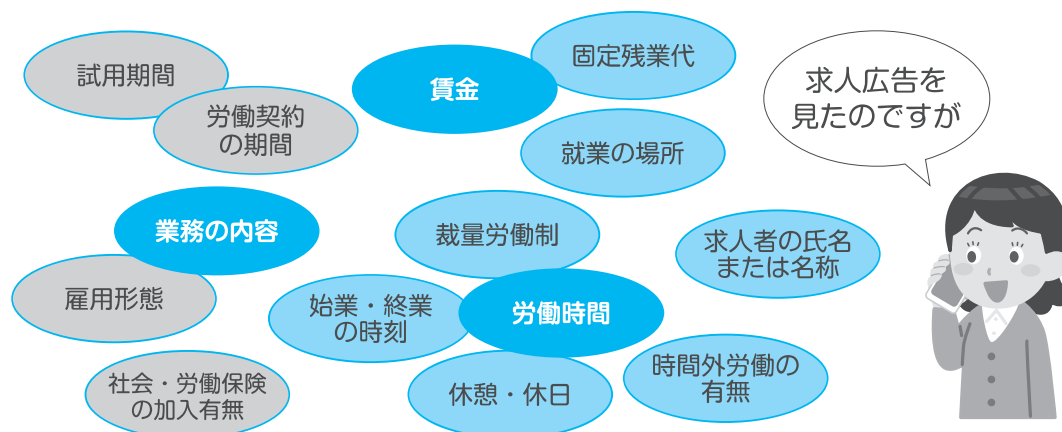 試用期間
労働契約
の期間
賃金
固定残業代
就業の場所
求人広告を
見たのですが
業務の内容
裁量労働制
求人者の氏名
または名称
雇用形態
始業・終業
の時刻
労働時間
社会・労働保険
の加入有無
休憩・休日
時間外労働の
有無